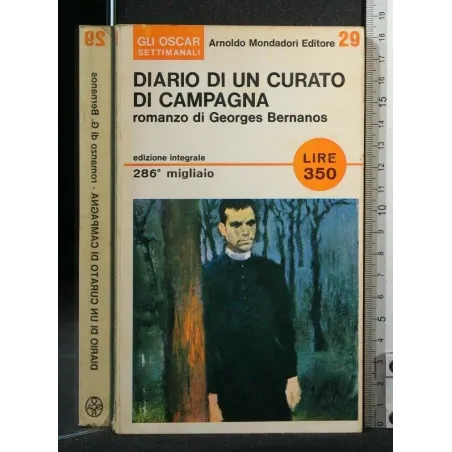 GLI OSCAR
SETTIMANALI
Arnoldo Mondadori Editore 29
DIARIO DI UN CURATO
DI CAMPAGNA
romanzo di Georges Bernanos
edizione integrale
286° migliaio
LIRE
350
29
DIARIO DI UN CURATO DI CAMPAGNA - romanzo di G. Bernanos